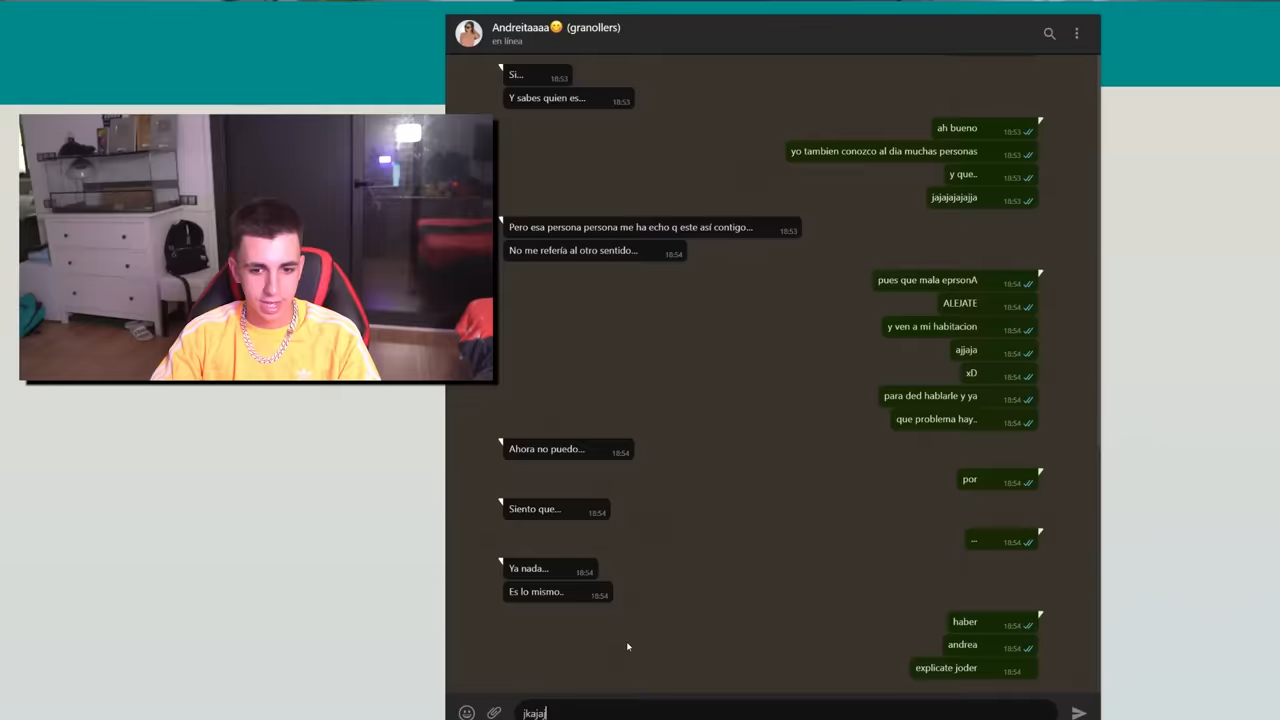 Andreitaaaa😋 (granollers)
en línea
Si...
18:53
Y sabes quien es...
18:53
ah bueno
18:53
yo tambien conozco al dia muchas personas
18:53
y que..
18:53
jajajajajajja
18:53
Pero esa persona persona me ha echo q este así contigo...
18:53
No me refería al otro sentido...
18:54
pues que mala eprsonA
18:54
ALEJATE
18:54
y ven a mi habitacion
18:54
ajjaja
18:54
xD
18:54
para ded hablarle y ya
18:54
que problema hay..
18:54
Ahora no puedo...
18:54
por
18:54
Siento que...
18:54
...
18:54
Ya nada...
18:54
Es lo mismo..
18:54
haber
18:54
andrea
18:54
explicate joder
18:54
jkajaj